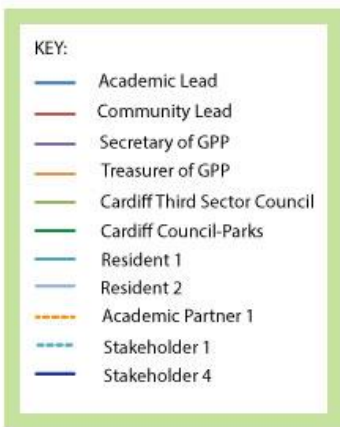 KEY:
Academic Lead
Community Lead
Secretary of GPP
Treasurer of GPP
Cardiff Third Sector Council
Cardiff Council-Parks
Resident 1
Resident 2
Academic Partner 1
Stakeholder 1
Stakeholder 4